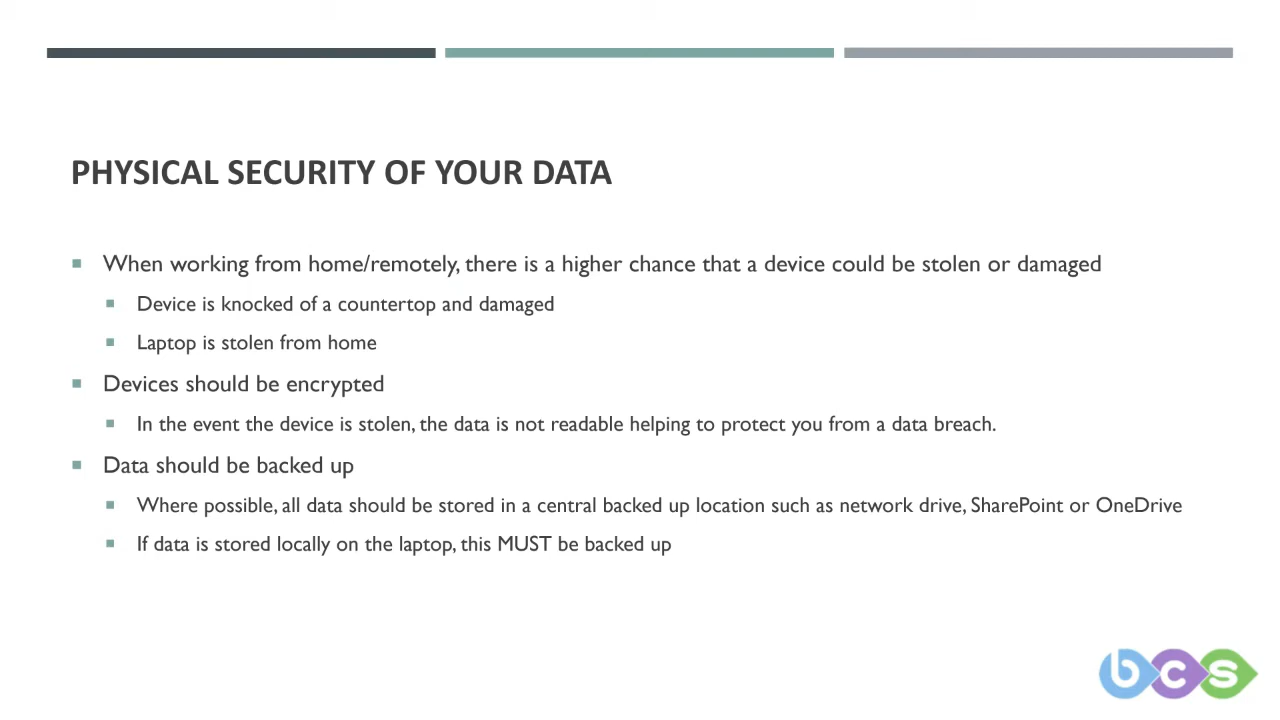 PHYSICAL SECURITY OF YOUR DATA
When working from home/remotely, there is a higher chance that a device could be stolen or damaged
Device is knocked of a countertop and damaged
Laptop is stolen from home
Devices should be encrypted
In the event the device is stolen, the data is not readable helping to protect you from a data breach.
Data should be backed up
Where possible, all data should be stored in a central backed up location such as network drive, SharePoint or OneDrive
If data is stored locally on the laptop, this MUST be backed up
bcs